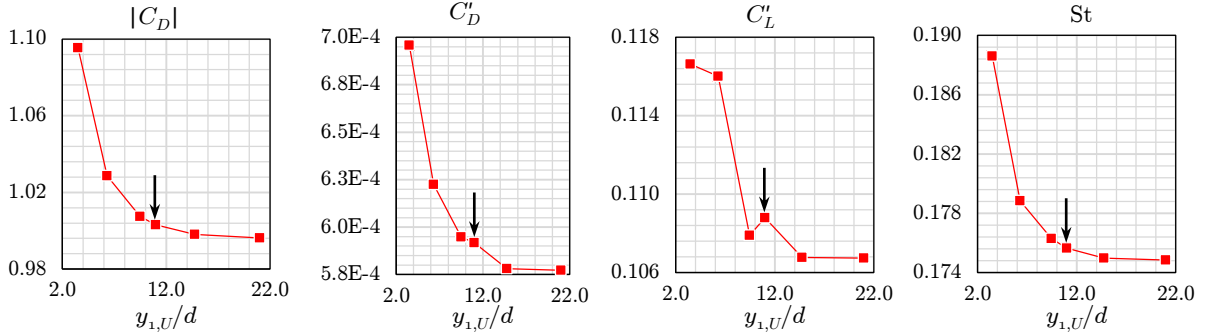 |C_D|
1.10
1.06
1.02
0.98
2.0 12.0 22.0
y_{1,U}/d
C'_D
7.0E−4
6.8E−4
6.5E−4
6.3E−4
6.0E−4
5.8E−4
2.0 12.0 22.0
y_{1,U}/d
C'_L
0.118
0.114
0.110
0.106
2.0 12.0 22.0
y_{1,U}/d
St
0.190
0.186
0.182
0.178
0.174
2.0 12.0 22.0
y_{1,U}/d